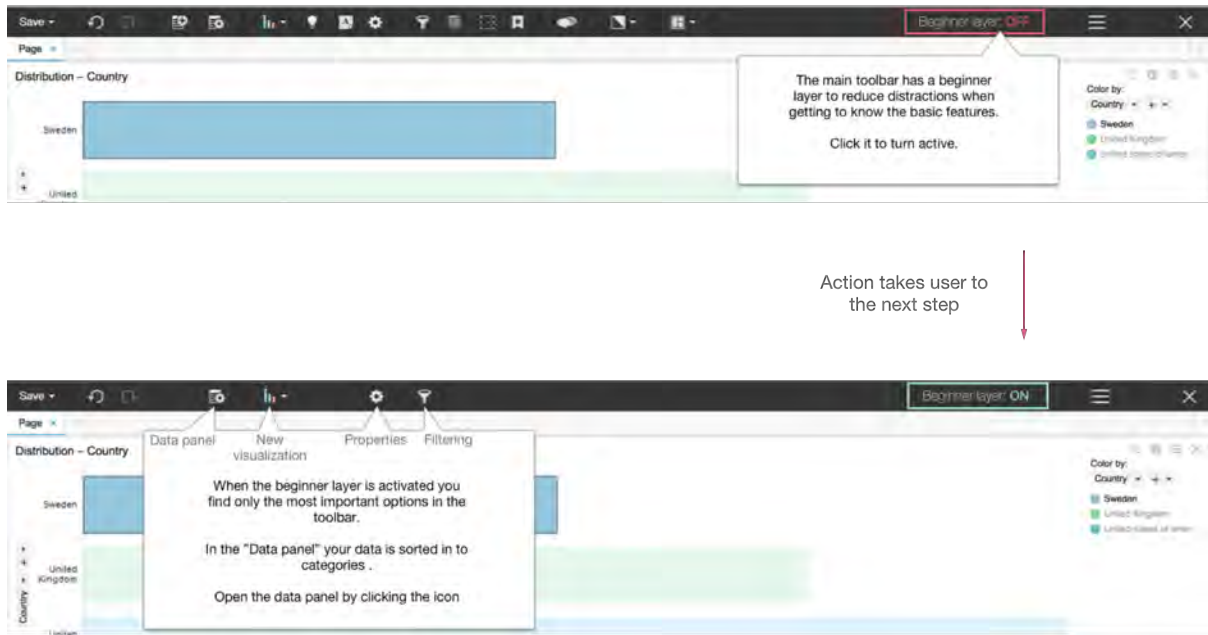 Save
Beginner layer: OFF
Page
Distribution – Country
The main toolbar has a beginner
layer to reduce distractions when
getting to know the basic features.
Click it to turn active.
Color by:
Country
Sweden
United Kingdom
Sweden
United
Action takes user to
the next step
Save
Beginner layer: ON
Page
Data panel
New
visualization
Properties
Filtering
Distribution – Country
When the beginner layer is activated you
find only the most important options in the
toolbar.
In the "Data panel" your data is sorted in to
categories .
Open the data panel by clicking the icon
Color by:
Country
Sweden
United Kingdom
Sweden
United
Kingdom
Country
United